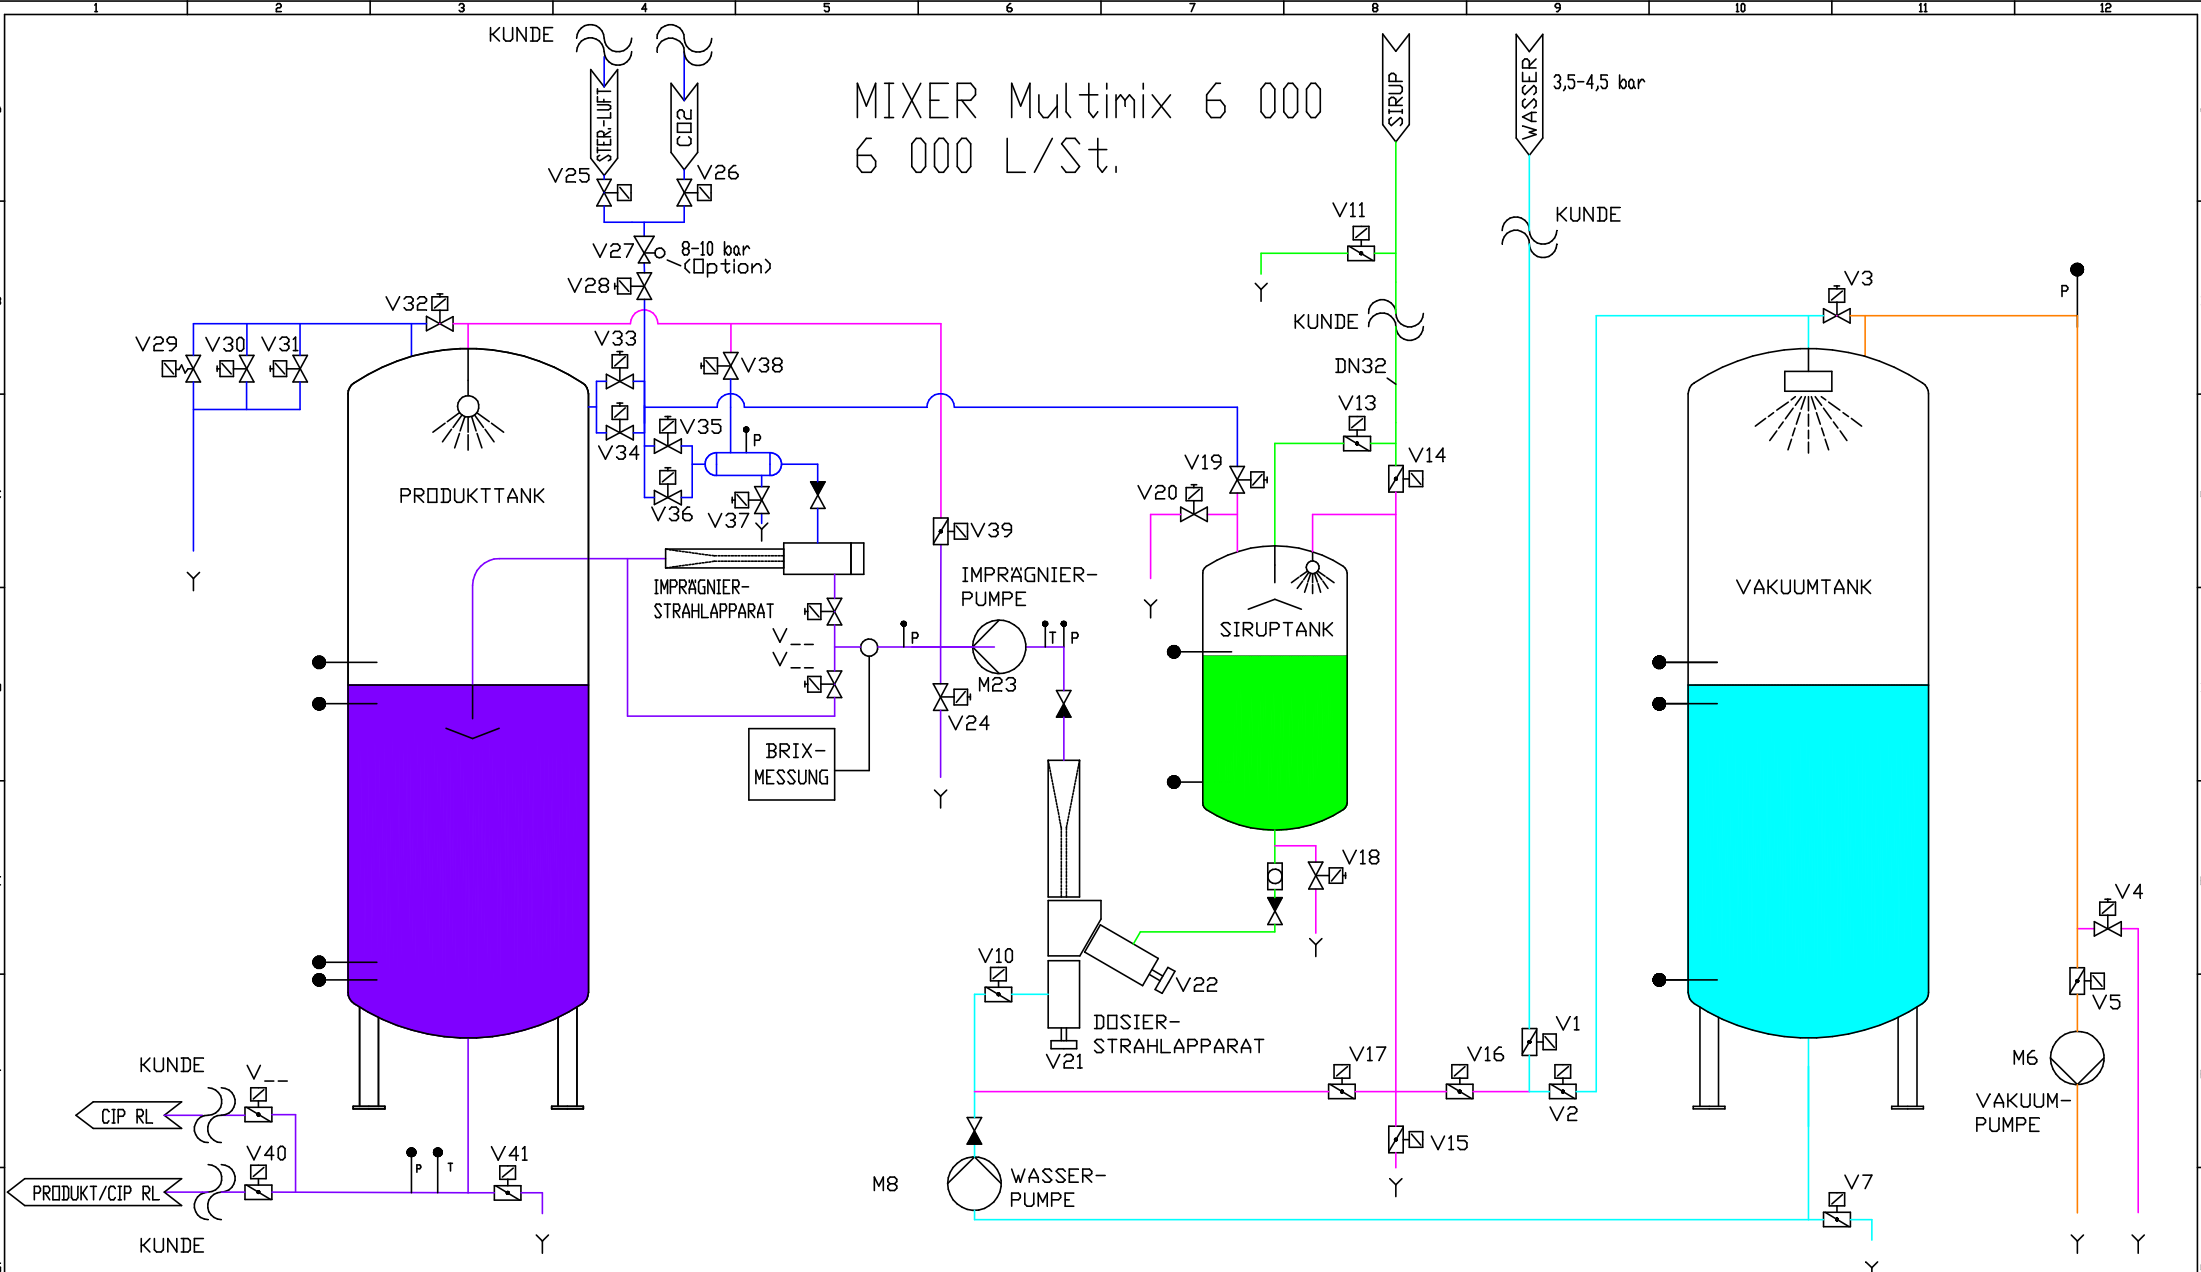 1 2 3 4 5 6 7 8 9 10 11 12
KUNDE
STER.-LUFT
CO2
MIXER Multimix 6 000
6 000 L/St.
SIRUP
WASSER
3,5-4,5 bar
V25
V26
V27
8-10 bar
(Option)
V28
V11
Y
KUNDE
KUNDE
DN32
V3
P
V32
V29
V30
V31
V33
V38
V34
V35
P
V36
V37
Y
V13
V14
V19
V20
V39
PRODUKTTANK
Y
IMPRÄGNIER-
STRAHLAPPARAT
IMPRÄGNIER-
PUMPE
V__
V__
P
T
P
M23
V24
Y
BRIX-
MESSUNG
Y
SIRUPTANK
VAKUUMTANK
V18
Y
V10
V22
V21
DOSIER-
STRAHLAPPARAT
V17
V16
V1
V2
V15
Y
V4
V5
M6
VAKUUM-
PUMPE
KUNDE
V__
CIP RL
V40
PRODUKT/CIP RL
KUNDE
P
T
V41
Y
M8
WASSER-
PUMPE
V7
Y
Y
Y